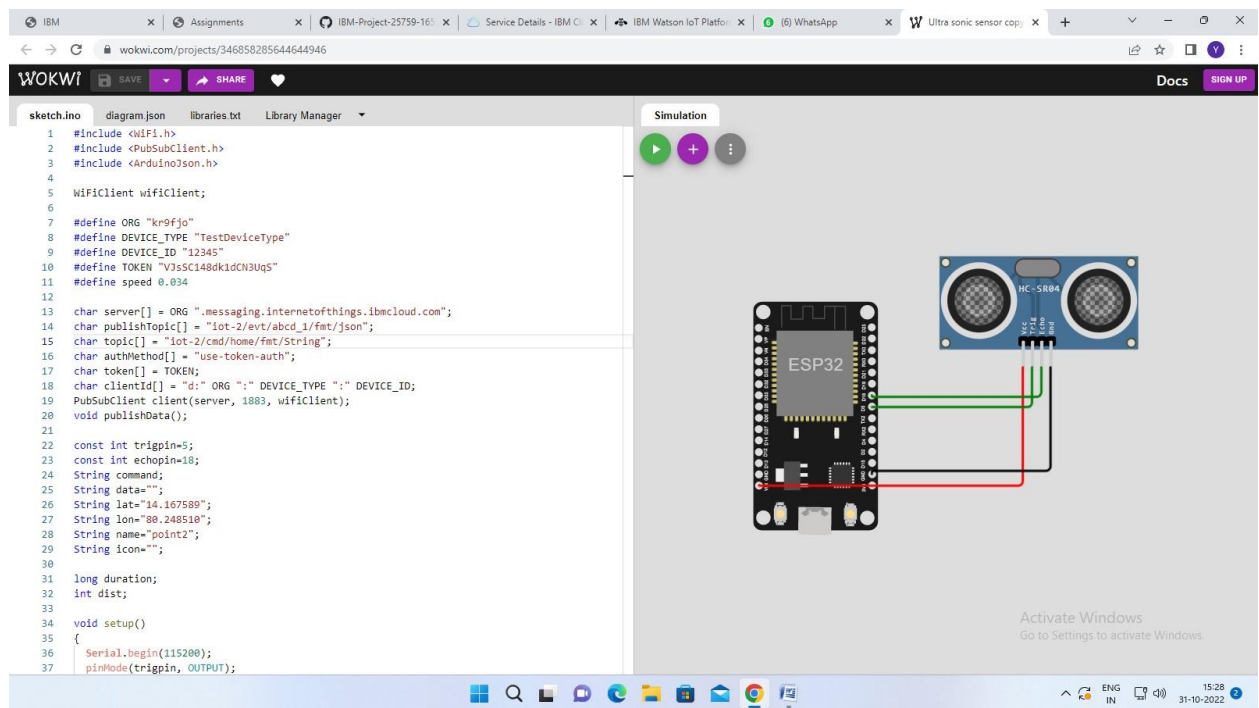 IBM
Assignments
IBM-Project-25759-165
Service Details - IBM Cl
IBM Watson IoT Platfor
(6) WhatsApp
Ultra sonic sensor copy
wokwi.com/projects/346858285644644946
Y
WOKWI
SAVE
SHARE
Docs
SIGN UP
sketch.ino
diagram.json
libraries.txt
Library Manager
Simulation
1 #include <WiFi.h>
2 #include <PubSubClient.h>
3 #include <ArduinoJson.h>
4
5 WiFiClient wifiClient;
6
7 #define ORG "kr9fjo"
8 #define DEVICE_TYPE "TestDeviceType"
9 #define DEVICE_ID "12345"
10 #define TOKEN "VJsSC148dk1dCN3UqS"
11 #define speed 0.034
12
13 char server[] = ORG ".messaging.internetofthings.ibmcloud.com";
14 char publishTopic[] = "iot-2/evt/abcd_1/fmt/json";
15 char topic[] = "iot-2/cmd/home/fmt/String";
16 char authMethod[] = "use-token-auth";
17 char token[] = TOKEN;
18 char clientId[] = "d:" ORG ":" DEVICE_TYPE ":" DEVICE_ID;
19 PubSubClient client(server, 1883, wifiClient);
20 void publishData();
21
22 const int trigpin=5;
23 const int echopin=18;
24 String command;
25 String data="";
26 String lat="14.167589";
27 String lon="80.248510";
28 String name="point2";
29 String icon="";
30
31 long duration;
32 int dist;
33
34 void setup()
35 {
36 Serial.begin(115200);
37 pinMode(trigpin, OUTPUT);
HC-SR04
Vcc
Trig
Echo
Gnd
ESP32
Activate Windows
Go to Settings to activate Windows.
ENG
IN
15:28
31-10-2022
2